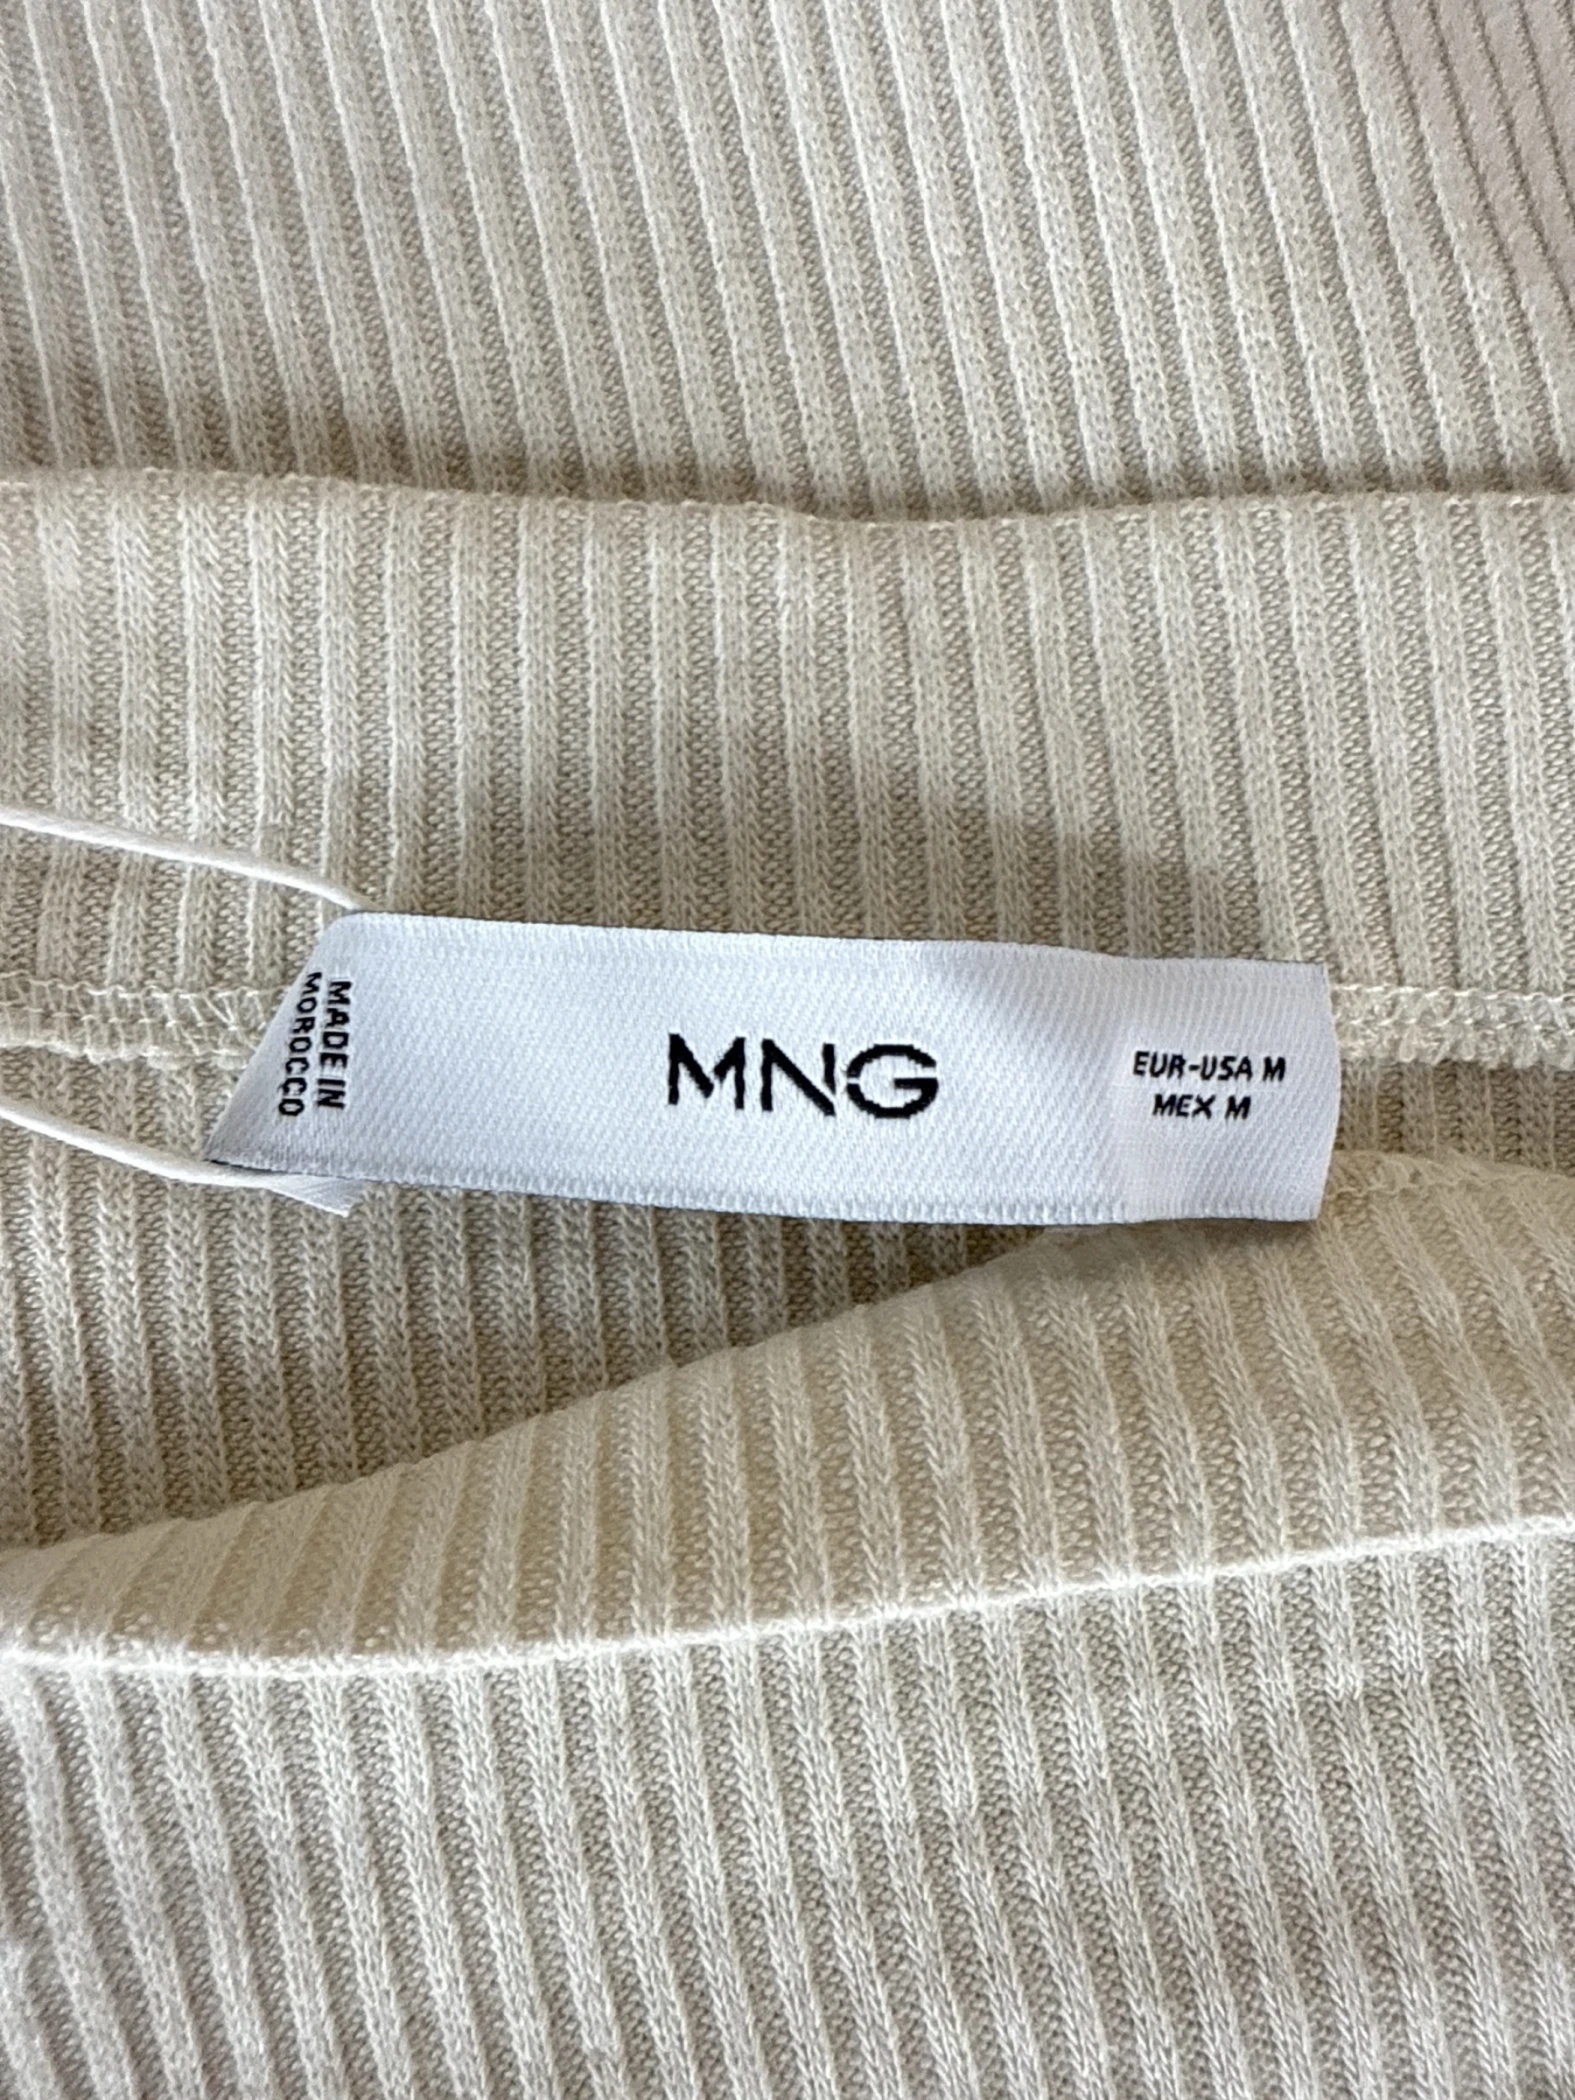 MADE IN
MOROCCO
MNG
EUR-USA M
MEX M